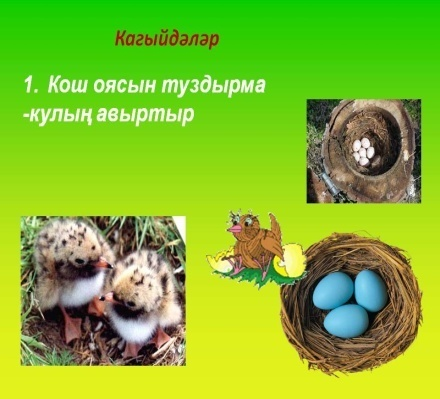 Кагыйдәләр
1. Кош оясын туздырма
-кулың авыртыр